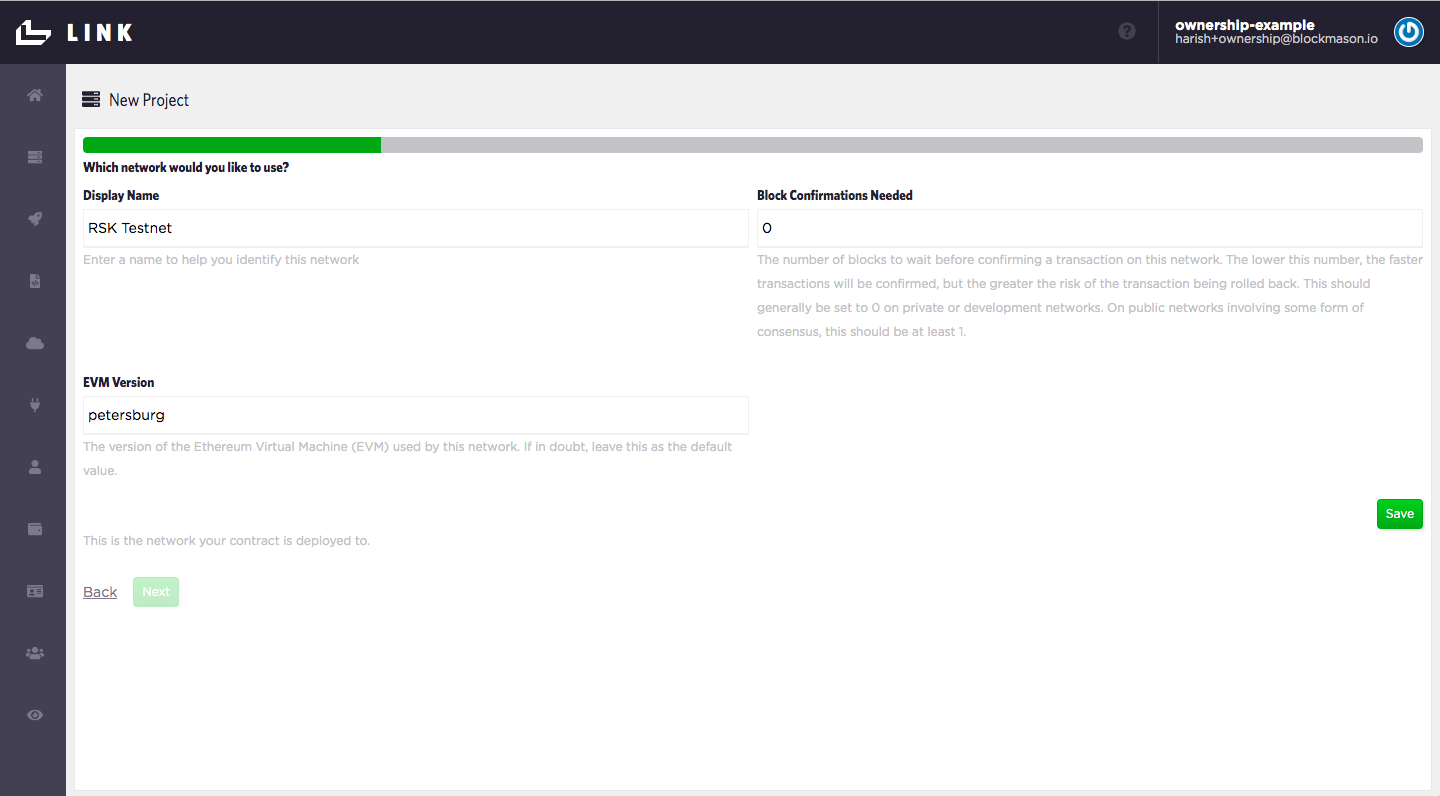 LINK
?
ownership-example
harish+ownership@blockmason.io
New Project
Which network would you like to use?
Display Name
RSK Testnet
Enter a name to help you identify this network
Block Confirmations Needed
0
The number of blocks to wait before confirming a transaction on this network. The lower this number, the faster
transactions will be confirmed, but the greater the risk of the transaction being rolled back. This should
generally be set to 0 on private or development networks. On public networks involving some form of
consensus, this should be at least 1.
EVM Version
petersburg
The version of the Ethereum Virtual Machine (EVM) used by this network. If in doubt, leave this as the default
value.
Save
This is the network your contract is deployed to.
Back
Next